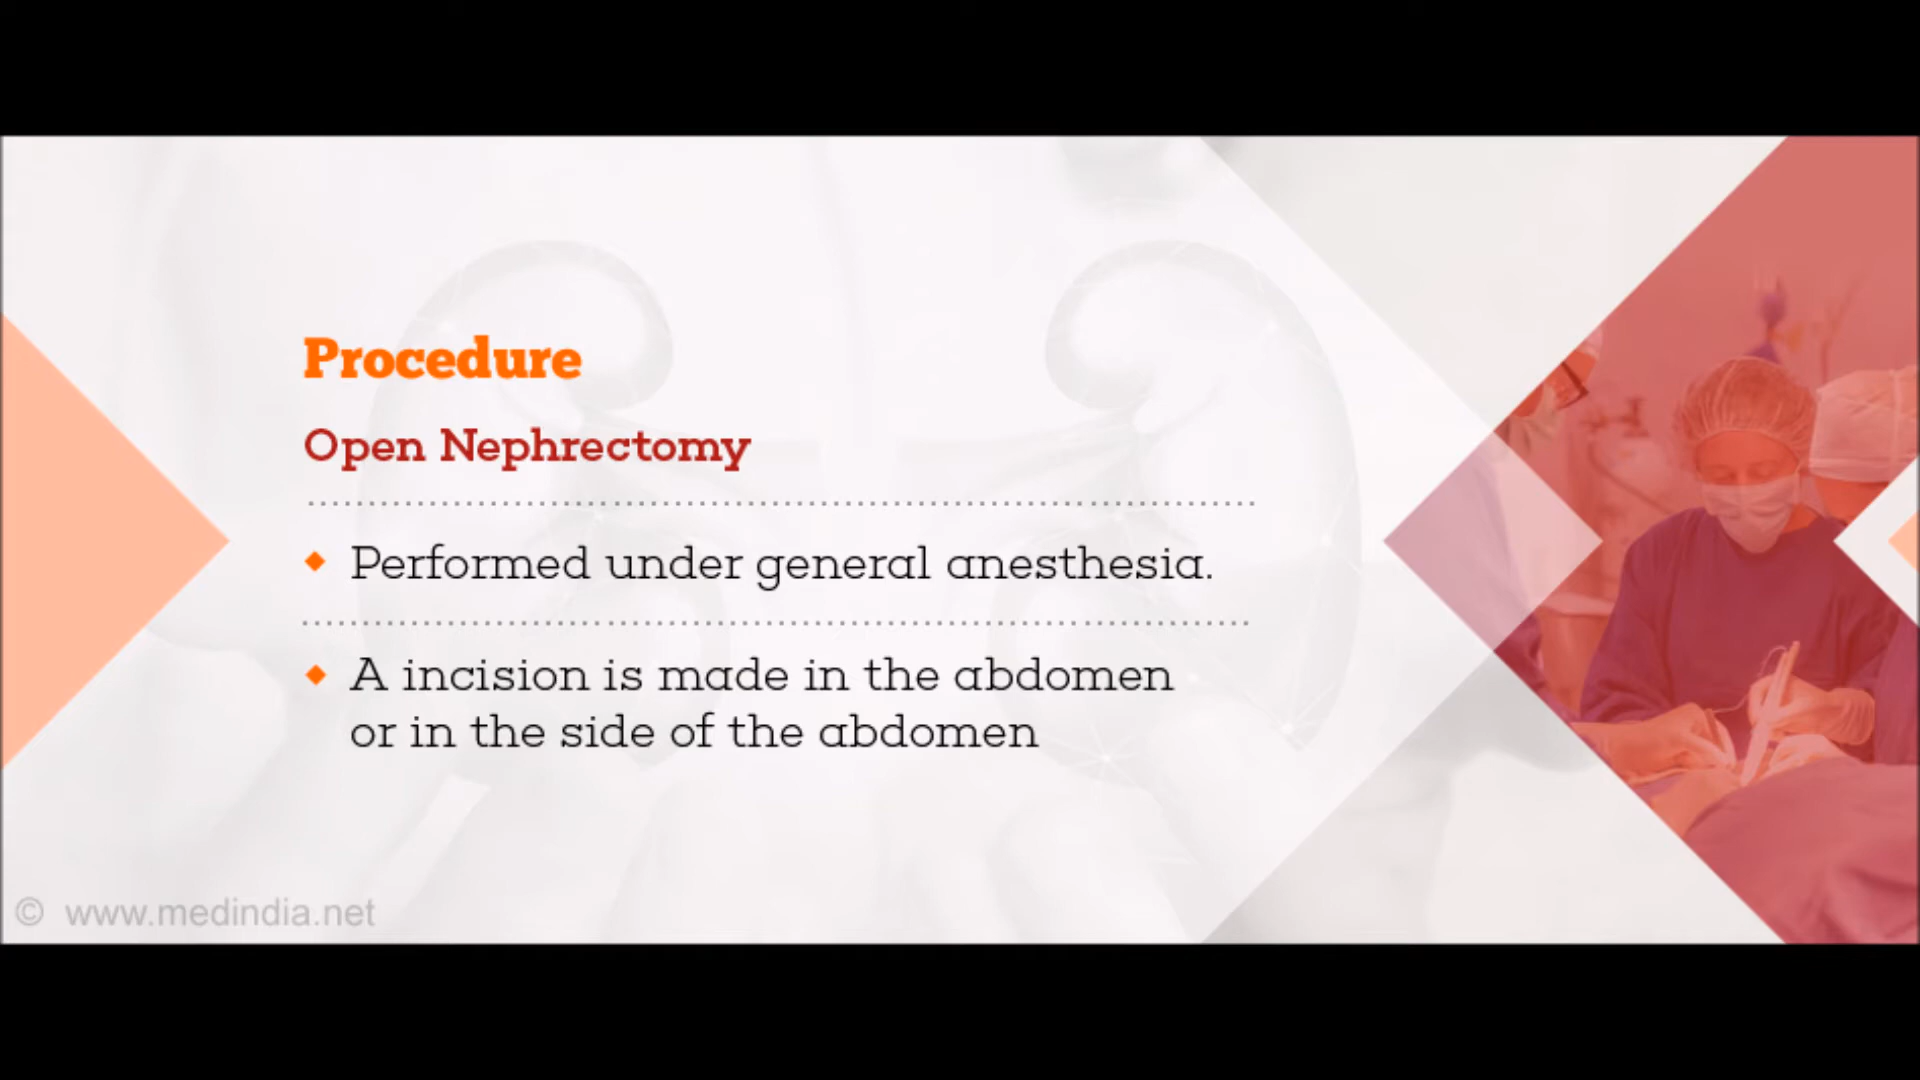 Procedure
Open Nephrectomy
Performed under general anesthesia.
A incision is made in the abdomen
or in the side of the abdomen
© www.medindia.net